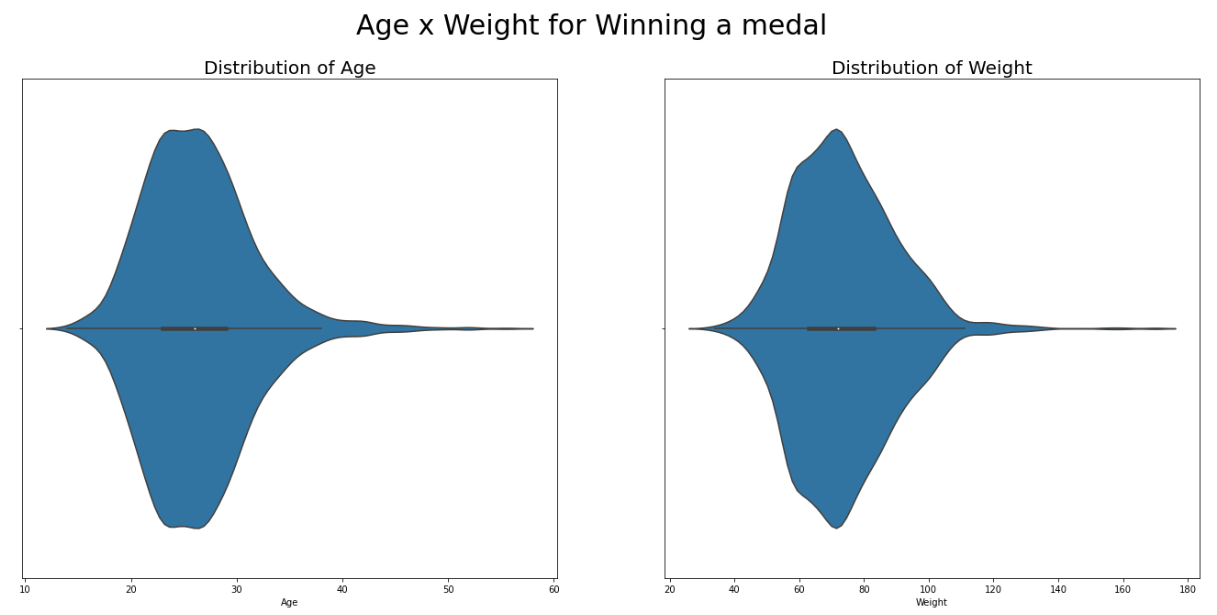 Age x Weight for Winning a medal
Distribution of Age
Distribution of Weight
10 20 30 40 50 60
Age
20 40 60 80 100 120 140 160 180
Weight